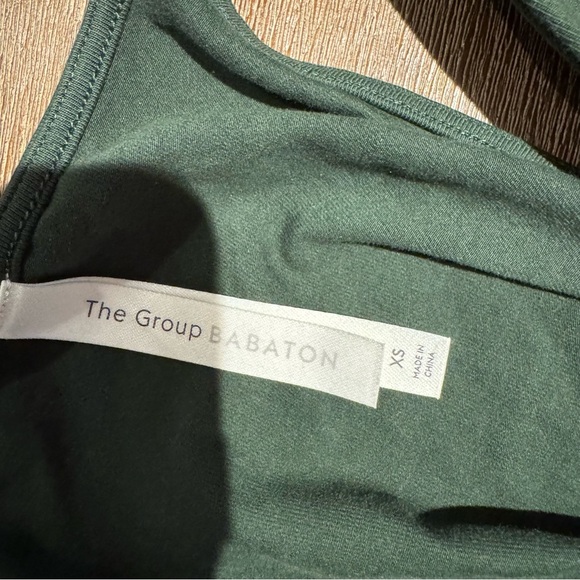 The Group BABATON
XS
MADE IN
CHINA